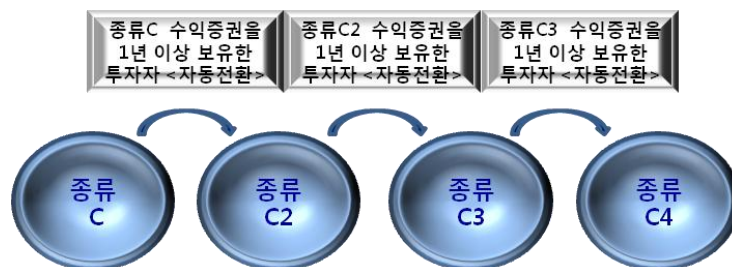 종류C 수익증권을
1년 이상 보유한
투자자 <자동전환>
종류C2 수익증권을
1년 이상 보유한
투자자 <자동전환>
종류C3 수익증권을
1년 이상 보유한
투자자 <자동전환>
종류
C
종류
C2
종류
C3
종류
C4